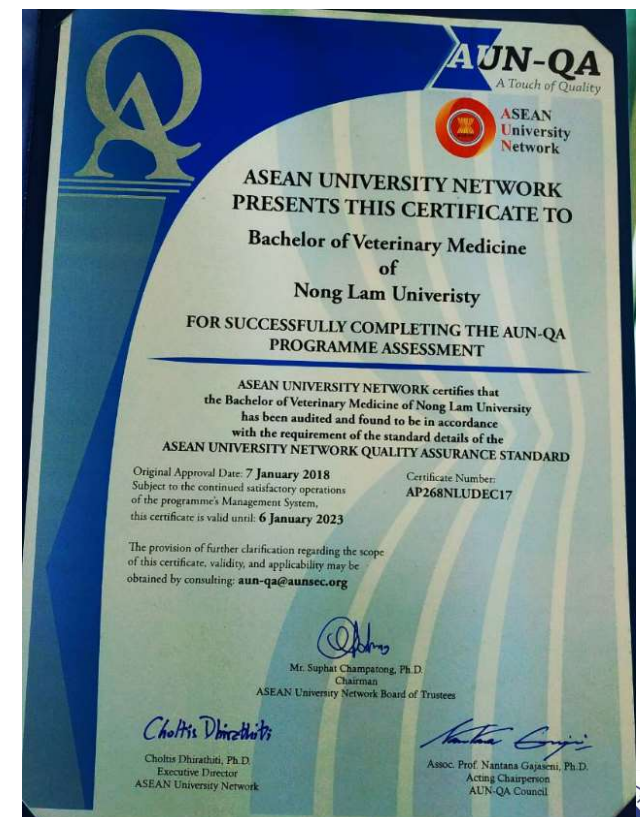 QA
AUN-QA
A Touch of Quality
ASEAN
University
Network
ASEAN UNIVERSITY NETWORK
PRESENTS THIS CERTIFICATE TO
Bachelor of Veterinary Medicine
of
Nong Lam Univeristy
FOR SUCCESSFULLY COMPLETING THE AUN-QA
PROGRAMME ASSESSMENT
ASEAN UNIVERSITY NETWORK certifies that
the Bachelor of Veterinary Medicine of Nong Lam University
has been audited and found to be in accordance
with the requirement of the standard details of the
ASEAN UNIVERSITY NETWORK QUALITY ASSURANCE STANDARD
Original Approval Date: 7 January 2018
Subject to the continued satisfactory operations
of the programme's Management System,
this certificate is valid until: 6 January 2023
Certificate Number:
AP268NLUDEC17
The provision of further clarification regarding the scope
of this certificate, validity, and applicability may be
obtained by consulting: aun-qa@aunsec.org
Mr. Suphat Champatong, Ph.D.
Chairman
ASEAN University Network Board of Trustees
Choltis Dhirathiti
Choltis Dhirathiti, Ph.D.
Executive Director
ASEAN University Network
Assoc. Prof. Nantana Gajaseni, Ph.D.
Acting Chairperson
AUN-QA Council